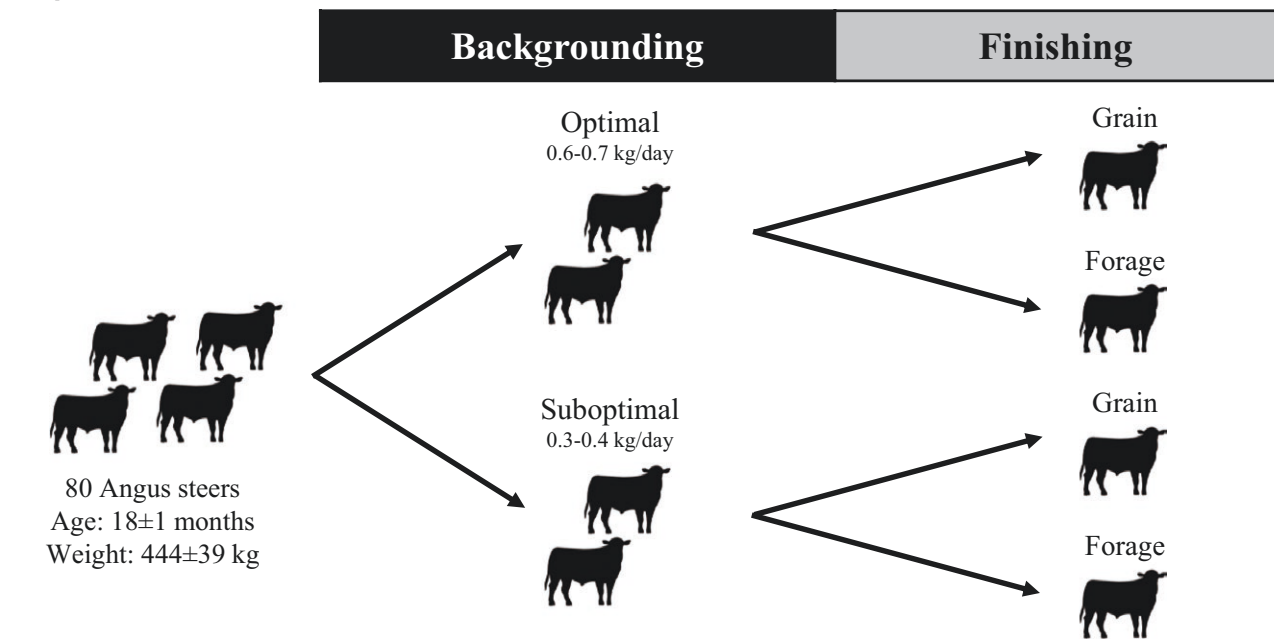 Backgrounding
Finishing
Optimal
0.6-0.7 kg/day
Grain
Forage
Suboptimal
0.3-0.4 kg/day
Grain
Forage
80 Angus steers
Age: 18±1 months
Weight: 444±39 kg